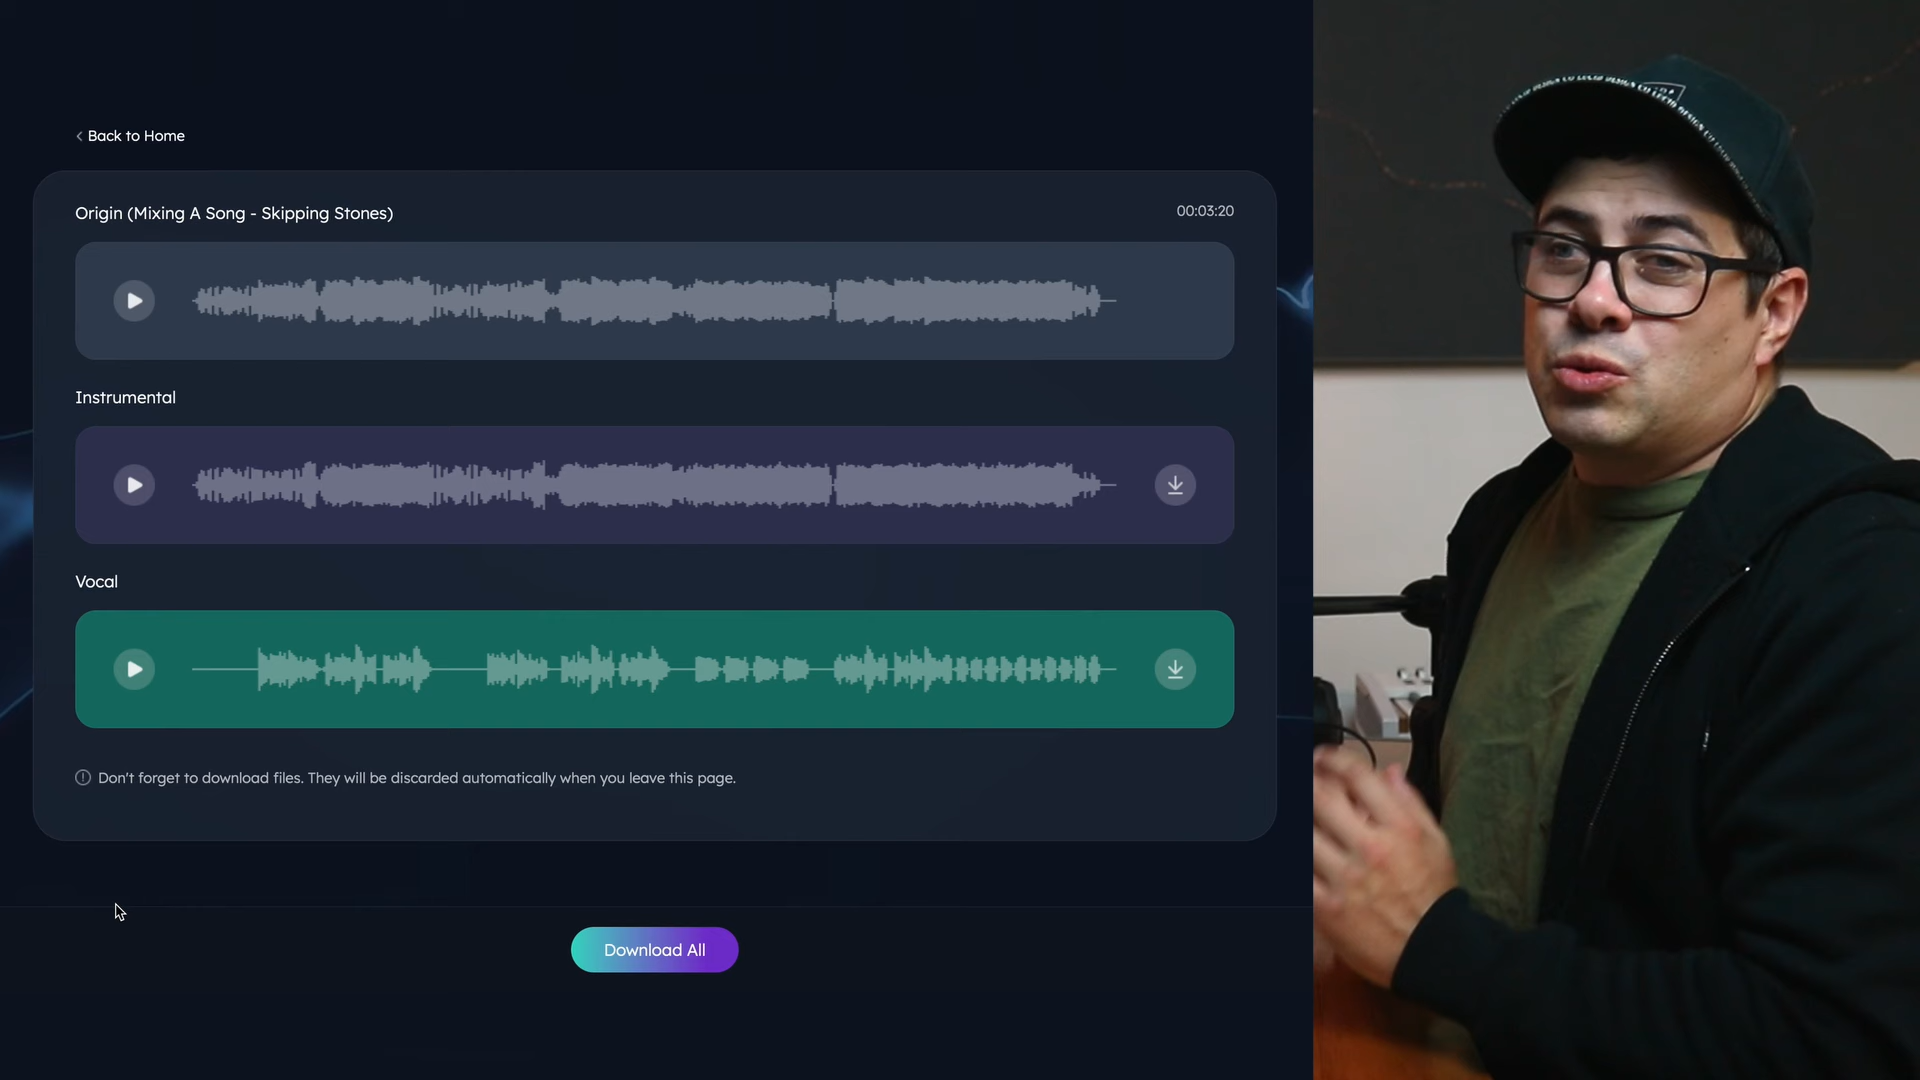 Back to Home
Origin (Mixing A Song - Skipping Stones)
00:03:20
Instrumental
Vocal
Don't forget to download files. They will be discarded automatically when you leave this page.
Download All